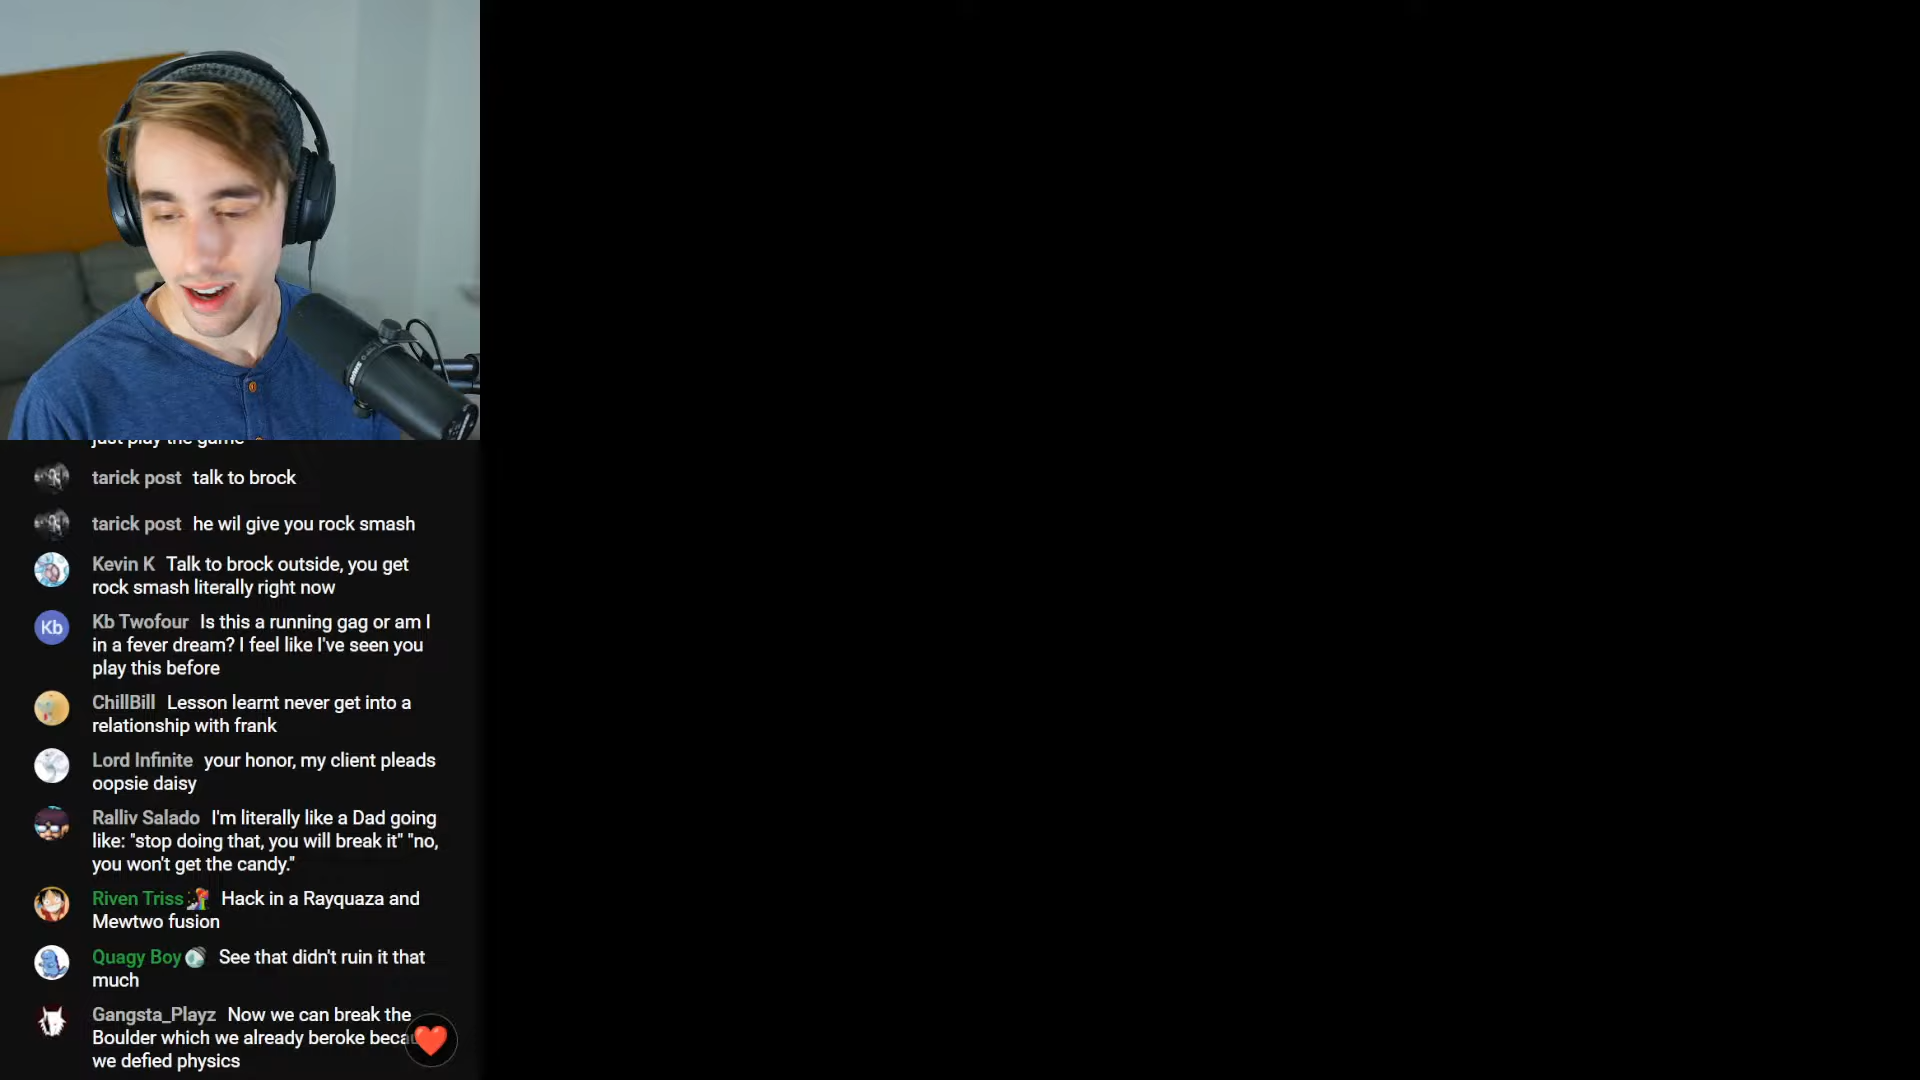 just play the game
tarick post talk to brock
tarick post he wil give you rock smash
Kevin K Talk to brock outside, you get
rock smash literally right now
Kb
Kb Twofour Is this a running gag or am I
in a fever dream? I feel like I've seen you
play this before
ChillBill Lesson learnt never get into a
relationship with frank
Lord Infinite your honor, my client pleads
oopsie daisy
Ralliv Salado I'm literally like a Dad going
like: "stop doing that, you will break it" "no,
you won't get the candy."
Riven Triss Hack in a Rayquaza and
Mewtwo fusion
Quagy Boy See that didn't ruin it that
much
Gangsta_Playz Now we can break the
Boulder which we already beroke
we defied physics